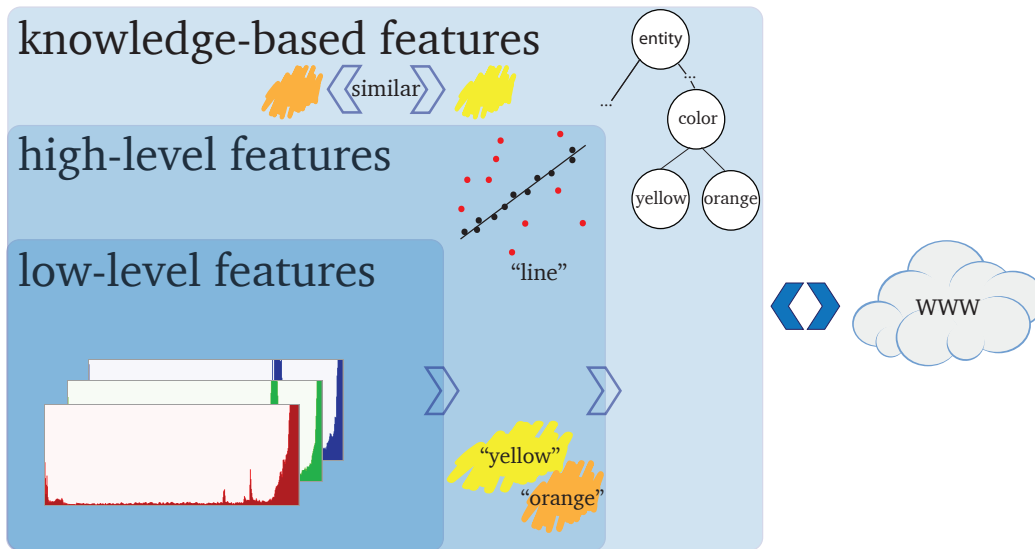 knowledge-based features
entity
similar
...
...
color
high-level features
yellow
orange
low-level features
“line”
WWW
“yellow”
“orange”